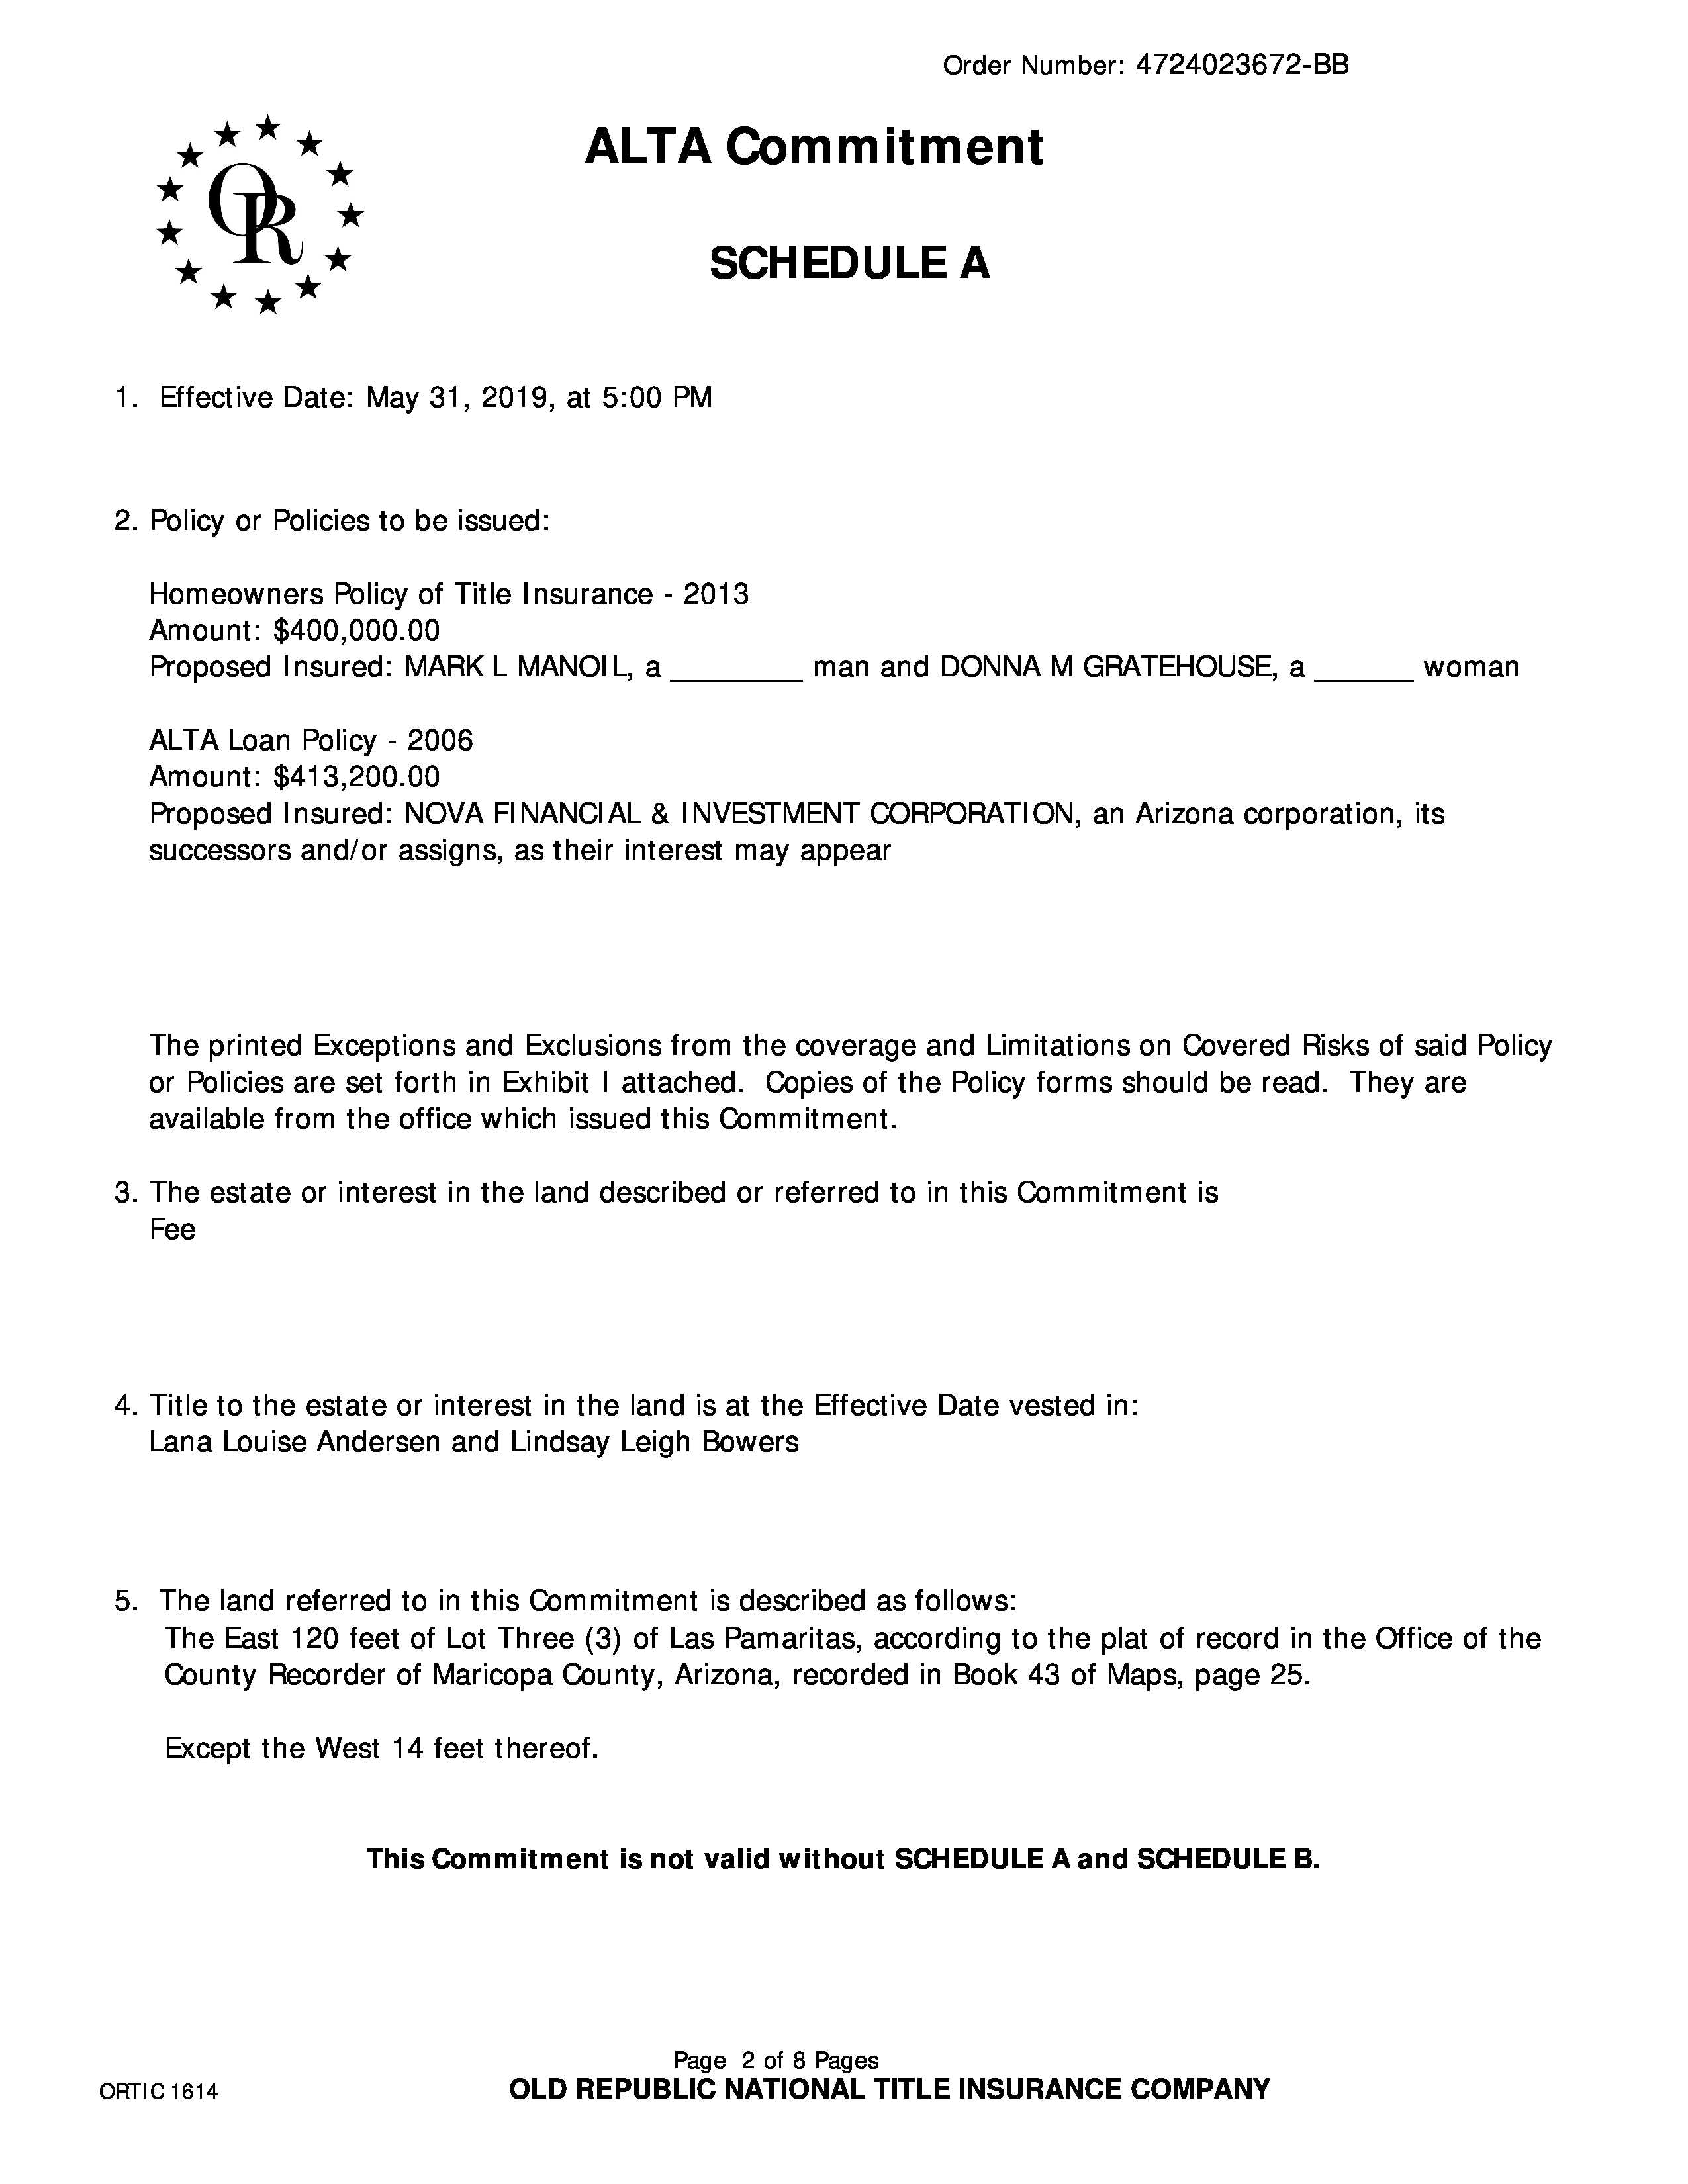 Order Number: 4724023672-BB
OR
ALTA Commitment
SCHEDULE A
1. Effective Date: May 31, 2019, at 5:00 PM
2. Policy or Policies to be issued:
Homeowners Policy of Title Insurance - 2013
Amount: $400,000.00
Proposed Insured: MARK L MANOIL, a ________ man and DONNA M GRATEHOUSE, a ______ woman
ALTA Loan Policy - 2006
Amount: $413,200.00
Proposed Insured: NOVA FINANCIAL & INVESTMENT CORPORATION, an Arizona corporation, its
successors and/or assigns, as their interest may appear
The printed Exceptions and Exclusions from the coverage and Limitations on Covered Risks of said Policy
or Policies are set forth in Exhibit I attached. Copies of the Policy forms should be read. They are
available from the office which issued this Commitment.
3. The estate or interest in the land described or referred to in this Commitment is
Fee
4. Title to the estate or interest in the land is at the Effective Date vested in:
Lana Louise Andersen and Lindsay Leigh Bowers
5. The land referred to in this Commitment is described as follows:
The East 120 feet of Lot Three (3) of Las Pamaritas, according to the plat of record in the Office of the
County Recorder of Maricopa County, Arizona, recorded in Book 43 of Maps, page 25.
Except the West 14 feet thereof.
This Commitment is not valid without SCHEDULE A and SCHEDULE B.
Page 2 of 8 Pages
ORTIC 1614
OLD REPUBLIC NATIONAL TITLE INSURANCE COMPANY